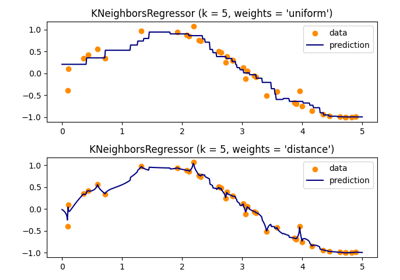 KNeighborsRegressor (k = 5, weights = 'uniform')
1.0
0.5
0.0
−0.5
−1.0
data
prediction
0 1 2 3 4 5
KNeighborsRegressor (k = 5, weights = 'distance')
1.0
0.5
0.0
−0.5
−1.0
data
prediction
0 1 2 3 4 5